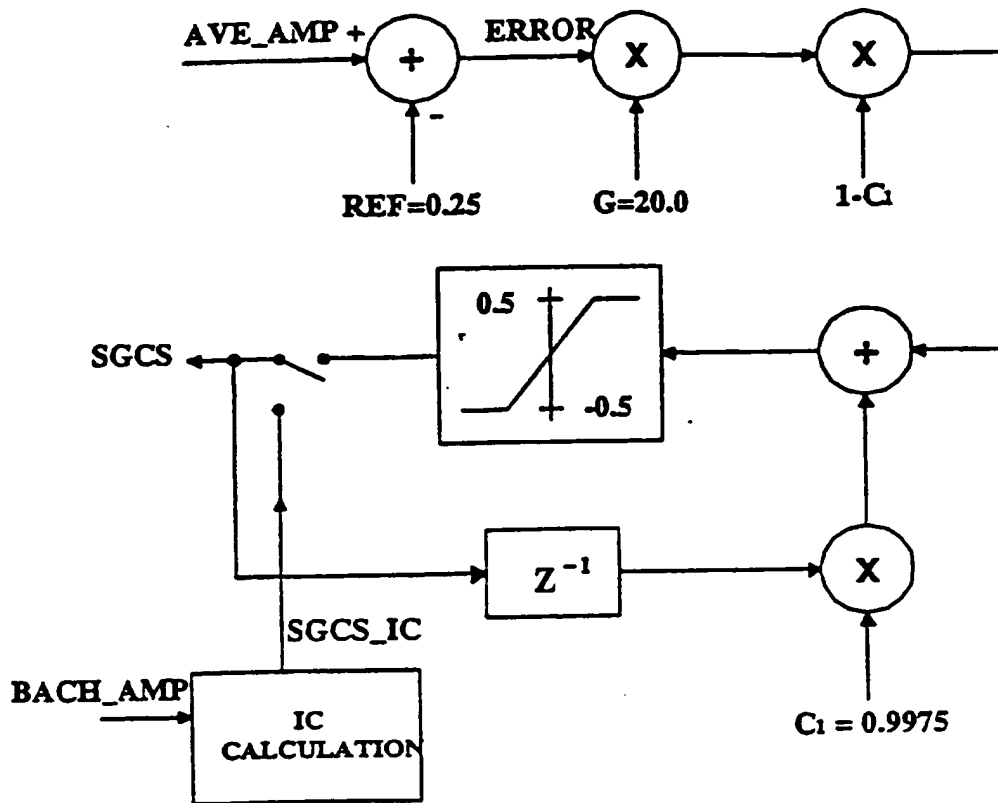 AVE_AMP +
ERROR
+
X
X
-
REF=0.25
G=20.0
1-C1
0.5
-0.5
SGCS
+
Z -1
X
SGCS_IC
BACH_AMP
IC
CALCULATION
C1 = 0.9975